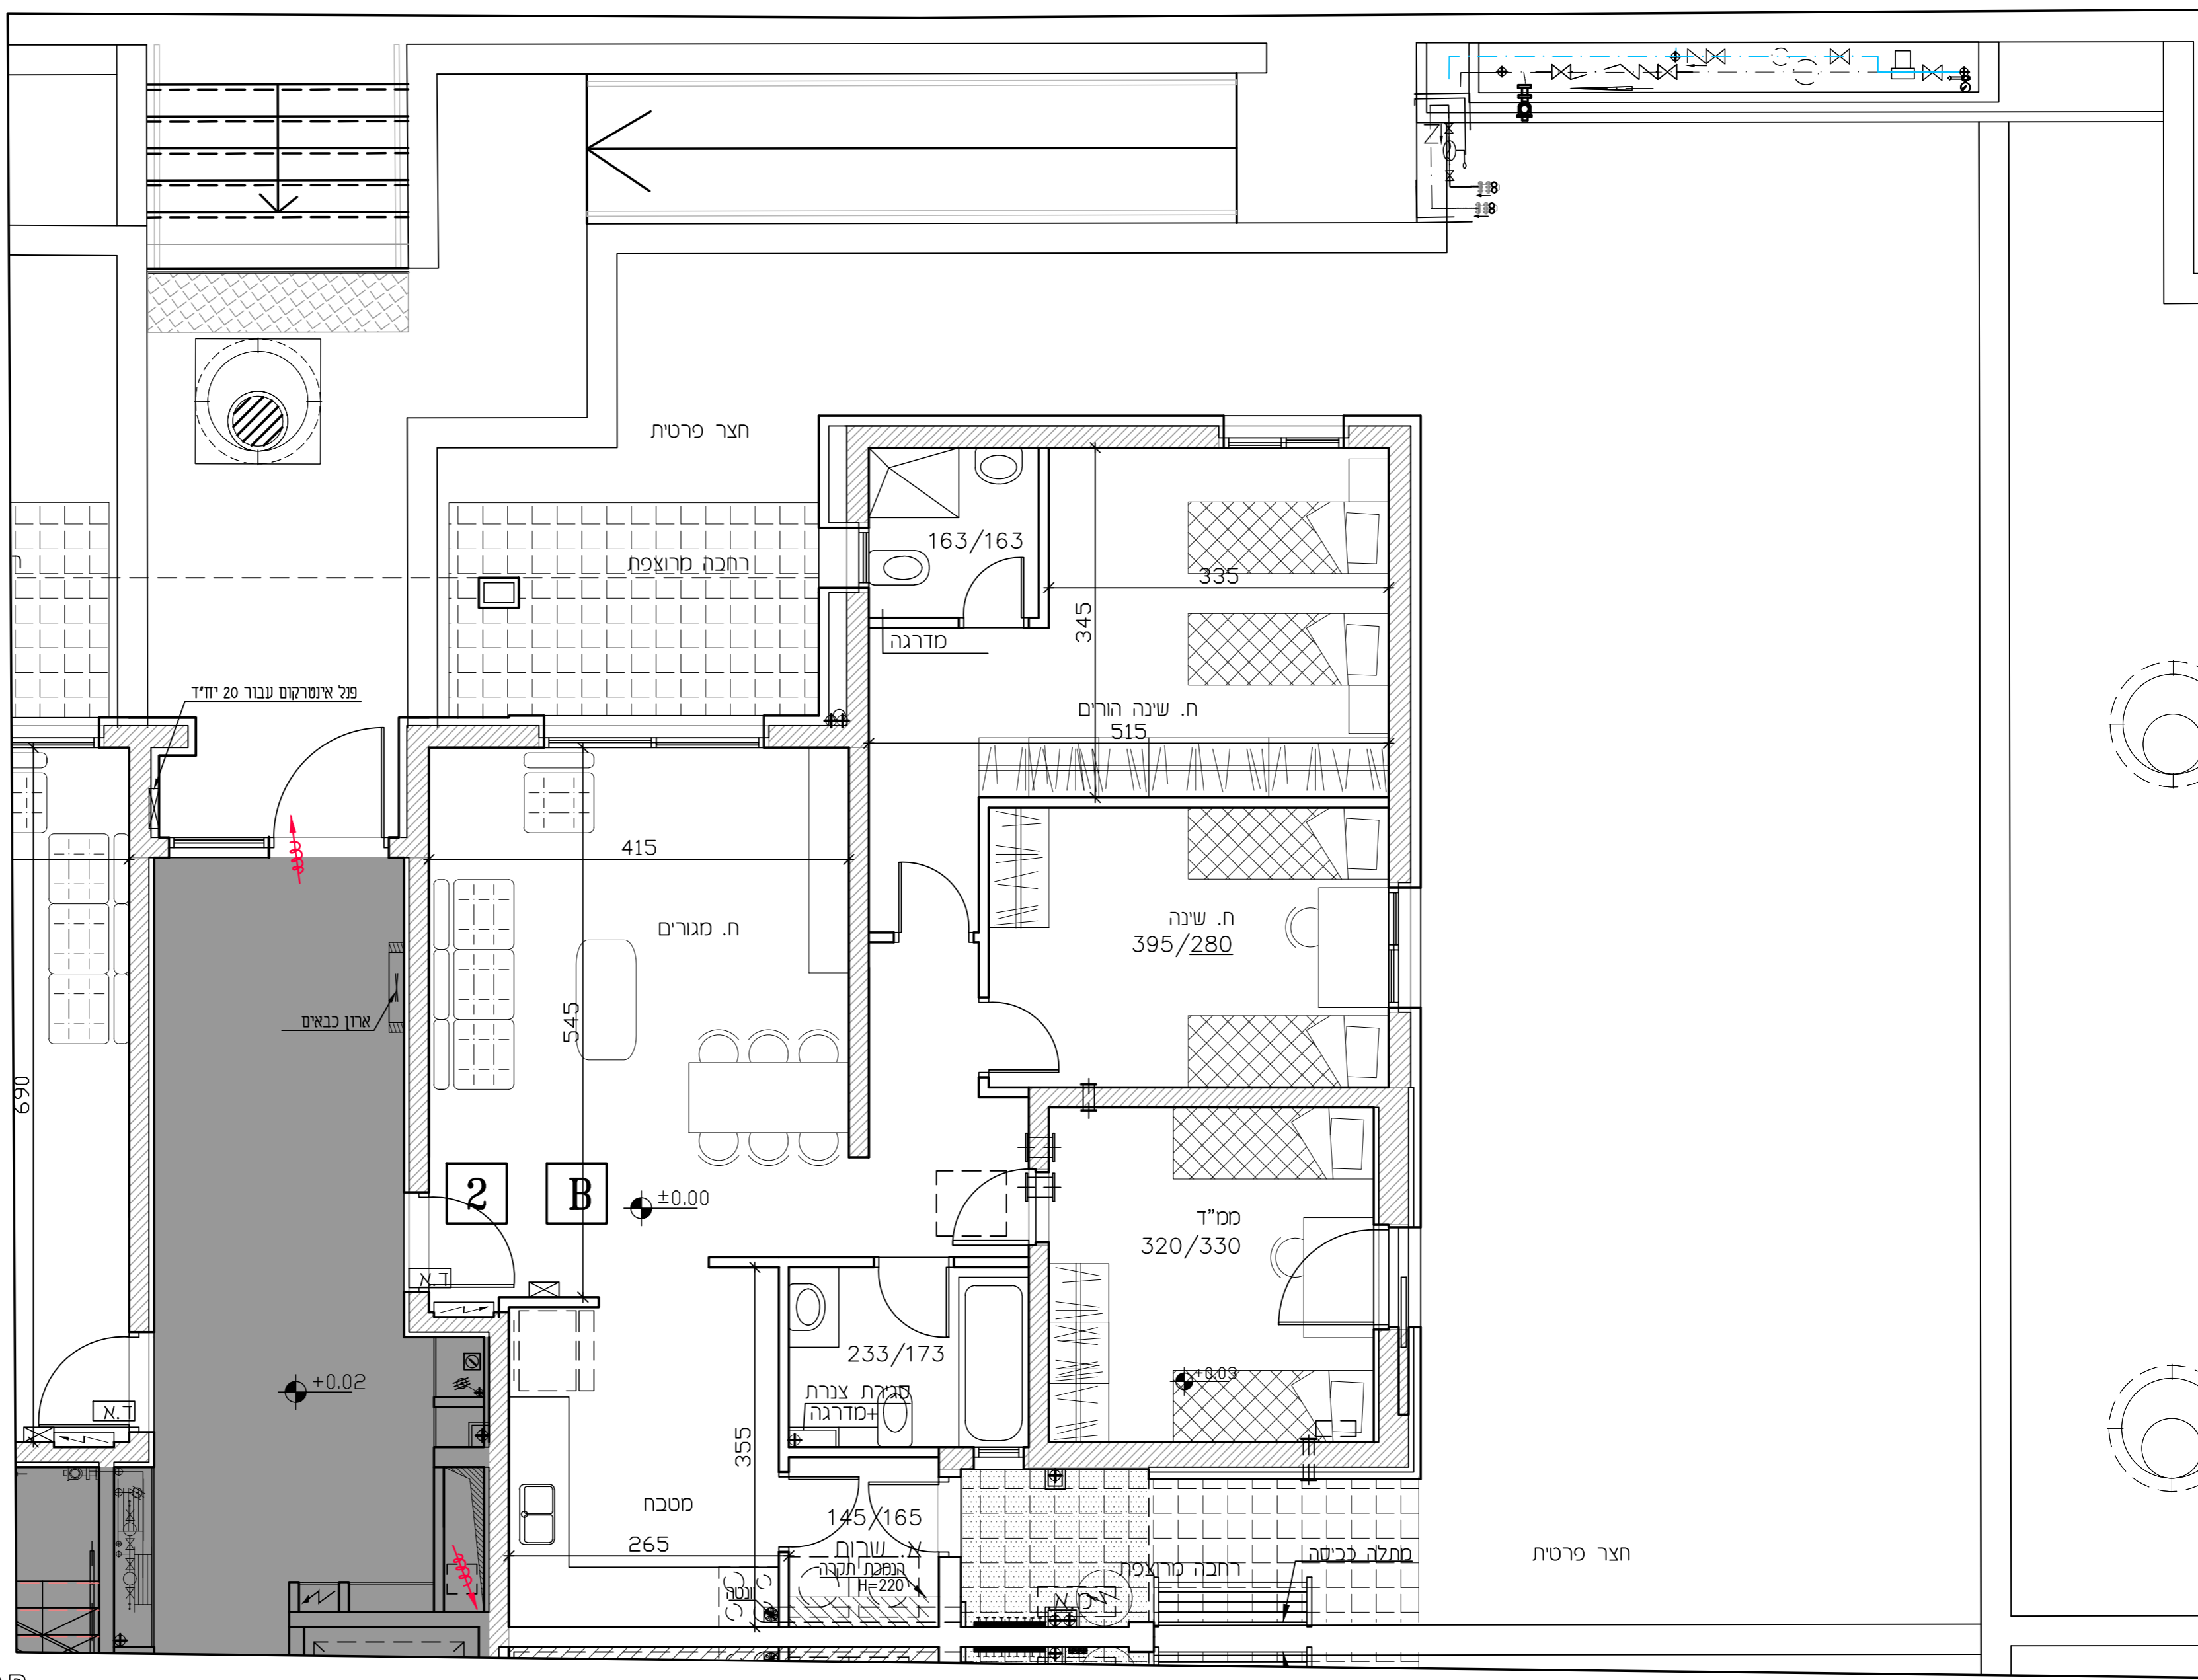 חצר פרטית
163/163
רחבה מרוצפת
335
345
מדרגה
פנל אינטרקום עבור 20 יח"ד
ח. שינה הורים
515
415
ח. מגורים
ח. שינה
395/280
545
ארון כבאים
690
2
B
±0.00
ממ"ד
320/330
ד.א
233/173
+0.02
+0.03
ד.א
סגירת צנרת
+מדרגה
355
מטבח
145/165
265
א. שרות
הנמכת תקרה
H=220
רחבה מרוצפת
מתלה כביסה
חצר פרטית